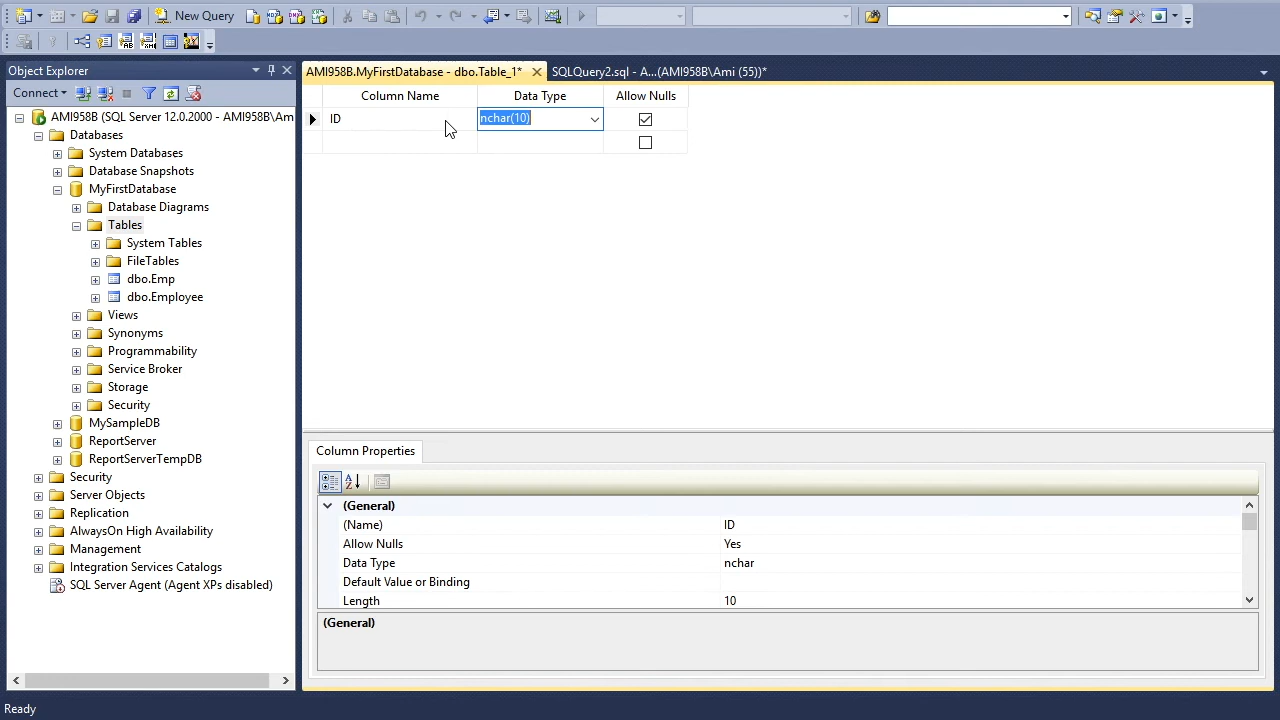 New Query
Object Explorer
Connect
AMI958B (SQL Server 12.0.2000 - AMI958B\Am
Databases
System Databases
Database Snapshots
MyFirstDatabase
Database Diagrams
Tables
System Tables
FileTables
dbo.Emp
dbo.Employee
Views
Synonyms
Programmability
Service Broker
Storage
Security
MySampleDB
ReportServer
ReportServerTempDB
Security
Server Objects
Replication
AlwaysOn High Availability
Management
Integration Services Catalogs
SQL Server Agent (Agent XPs disabled)
AMI958B.MyFirstDatabase - dbo.Table_1*
SQLQuery2.sql - A...(AMI958B\Ami (55))*
Column Name Data Type Allow Nulls
ID nchar(10)
Column Properties
(General)
(Name) ID
Allow Nulls Yes
Data Type nchar
Default Value or Binding
Length 10
(General)
Ready